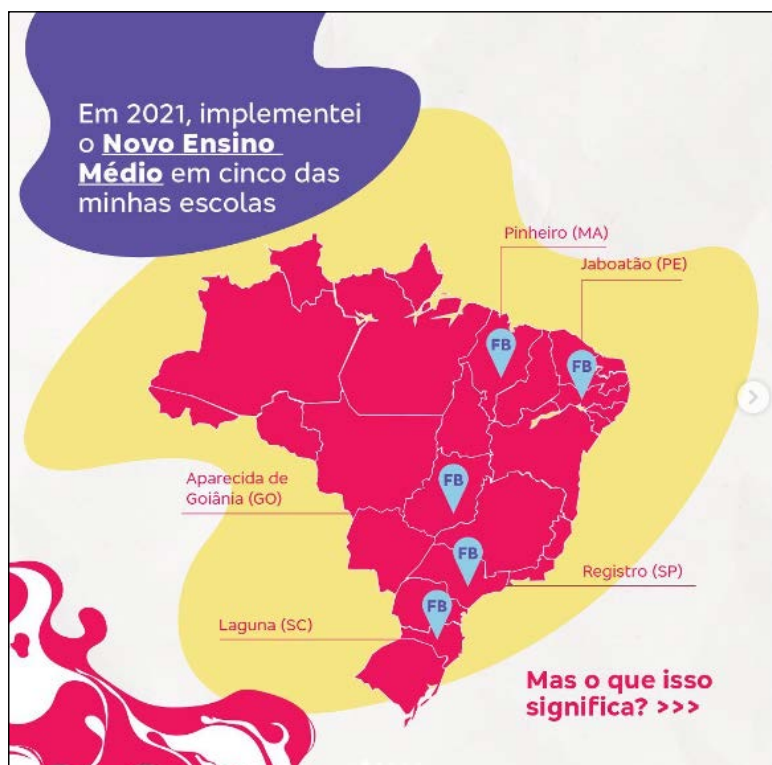 Em 2021, implementei
o Novo Ensino
Médio em cinco das
minhas escolas
Pinheiro (MA)
Jaboatão (PE)
FB
FB
Aparecida de
Goiânia (GO)
FB
FB
Registro (SP)
FB
Laguna (SC)
Mas o que isso
significa? >>>